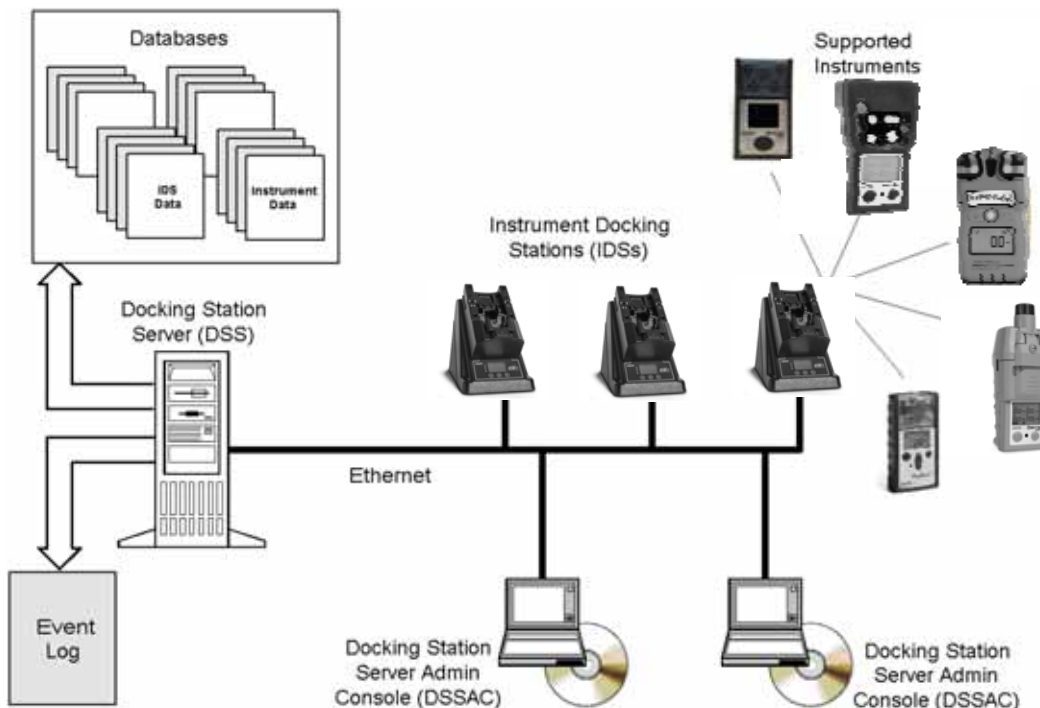 Databases
IDS
Data
Instrument
Data
Supported
Instruments
Instrument Docking
Stations (IDSs)
Docking Station
Server (DSS)
Ethernet
Event
Log
Docking Station
Server Admin
Console (DSSAC)
Docking Station
Server Admin
Console (DSSAC)